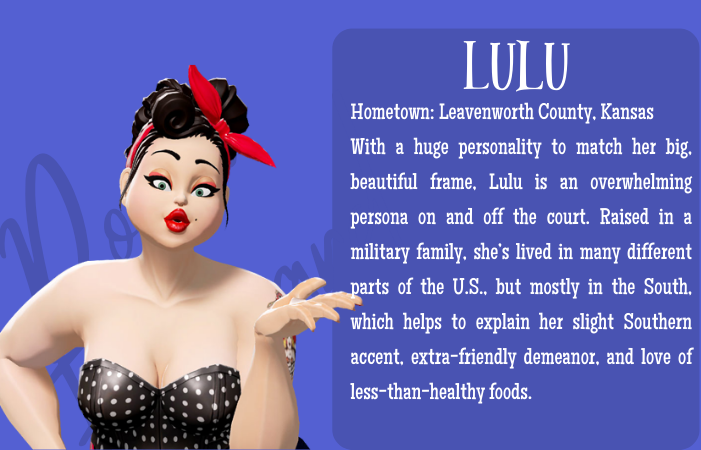 LULU
Hometown: Leavenworth County, Kansas
With a huge personality to match her big,
beautiful frame, Lulu is an overwhelming
persona on and off the court. Raised in a
military family, she's lived in many different
parts of the U.S., but mostly in the South,
which helps to explain her slight Southern
accent, extra-friendly demeanor, and love of
less-than-healthy foods.